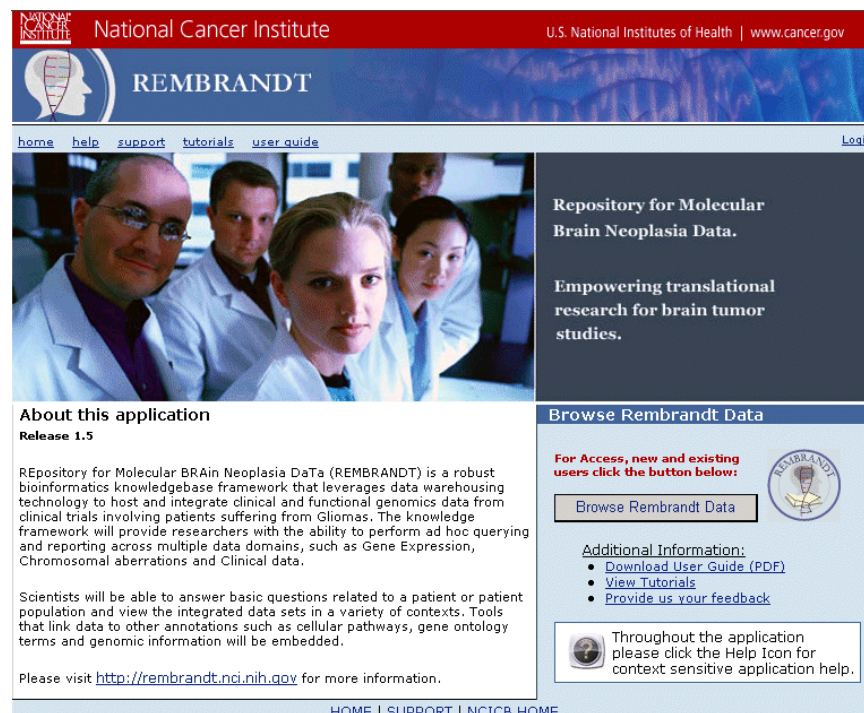 NATIONAL
CANCER
INSTITUTE
National Cancer Institute
U.S. National Institutes of Health | www.cancer.gov
REMBRANDT
home help support tutorials user guide
Logi
Repository for Molecular
Brain Neoplasia Data.
Empowering translational
research for brain tumor
studies.
About this application
Release 1.5
REpository for Molecular BRAin Neoplasia DaTa (REMBRANDT) is a robust
bioinformatics knowledgebase framework that leverages data warehousing
technology to host and integrate clinical and functional genomics data from
clinical trials involving patients suffering from Gliomas. The knowledge
framework will provide researchers with the ability to perform ad hoc querying
and reporting across multiple data domains, such as Gene Expression,
Chromosomal aberrations and Clinical data.
Scientists will be able to answer basic questions related to a patient or patient
population and view the integrated data sets in a variety of contexts. Tools
that link data to other annotations such as cellular pathways, gene ontology
terms and genomic information will be embedded.
Please visit http://rembrandt.nci.nih.gov for more information.
Browse Rembrandt Data
For Access, new and existing
users click the button below:
REMBRANDT
Browse Rembrandt Data
Additional Information:
• Download User Guide (PDF)
• View Tutorials
• Provide us your feedback
?
Throughout the application
please click the Help Icon for
context sensitive application help.
HOME | SUPPORT | NCICB HOME